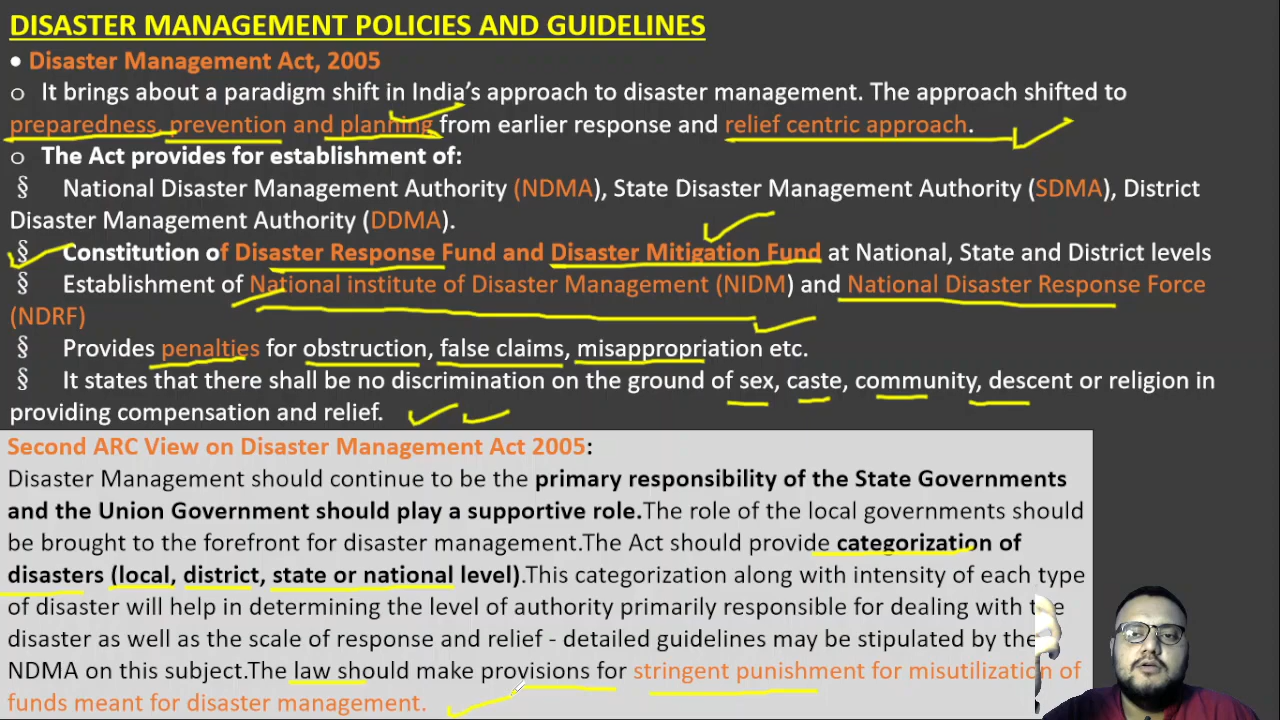 DISASTER MANAGEMENT POLICIES AND GUIDELINES
• Disaster Management Act, 2005
o It brings about a paradigm shift in India's approach to disaster management. The approach shifted to
preparedness, prevention and planning from earlier response and relief centric approach.
o The Act provides for establishment of:
§ National Disaster Management Authority (NDMA), State Disaster Management Authority (SDMA), District
Disaster Management Authority (DDMA).
§ Constitution of Disaster Response Fund and Disaster Mitigation Fund at National, State and District levels
§ Establishment of National institute of Disaster Management (NIDM) and National Disaster Response Force
(NDRF)
§ Provides penalties for obstruction, false claims, misappropriation etc.
§ It states that there shall be no discrimination on the ground of sex, caste, community, descent or religion in
providing compensation and relief.
Second ARC View on Disaster Management Act 2005:
Disaster Management should continue to be the primary responsibility of the State Governments
and the Union Government should play a supportive role.The role of the local governments should
be brought to the forefront for disaster management.The Act should provide categorization of
disasters (local, district, state or national level).This categorization along with intensity of each type
of disaster will help in determining the level of authority primarily responsible for dealing with the
disaster as well as the scale of response and relief - detailed guidelines may be stipulated by the
NDMA on this subject.The law should make provisions for stringent punishment for misutilization of
funds meant for disaster management.